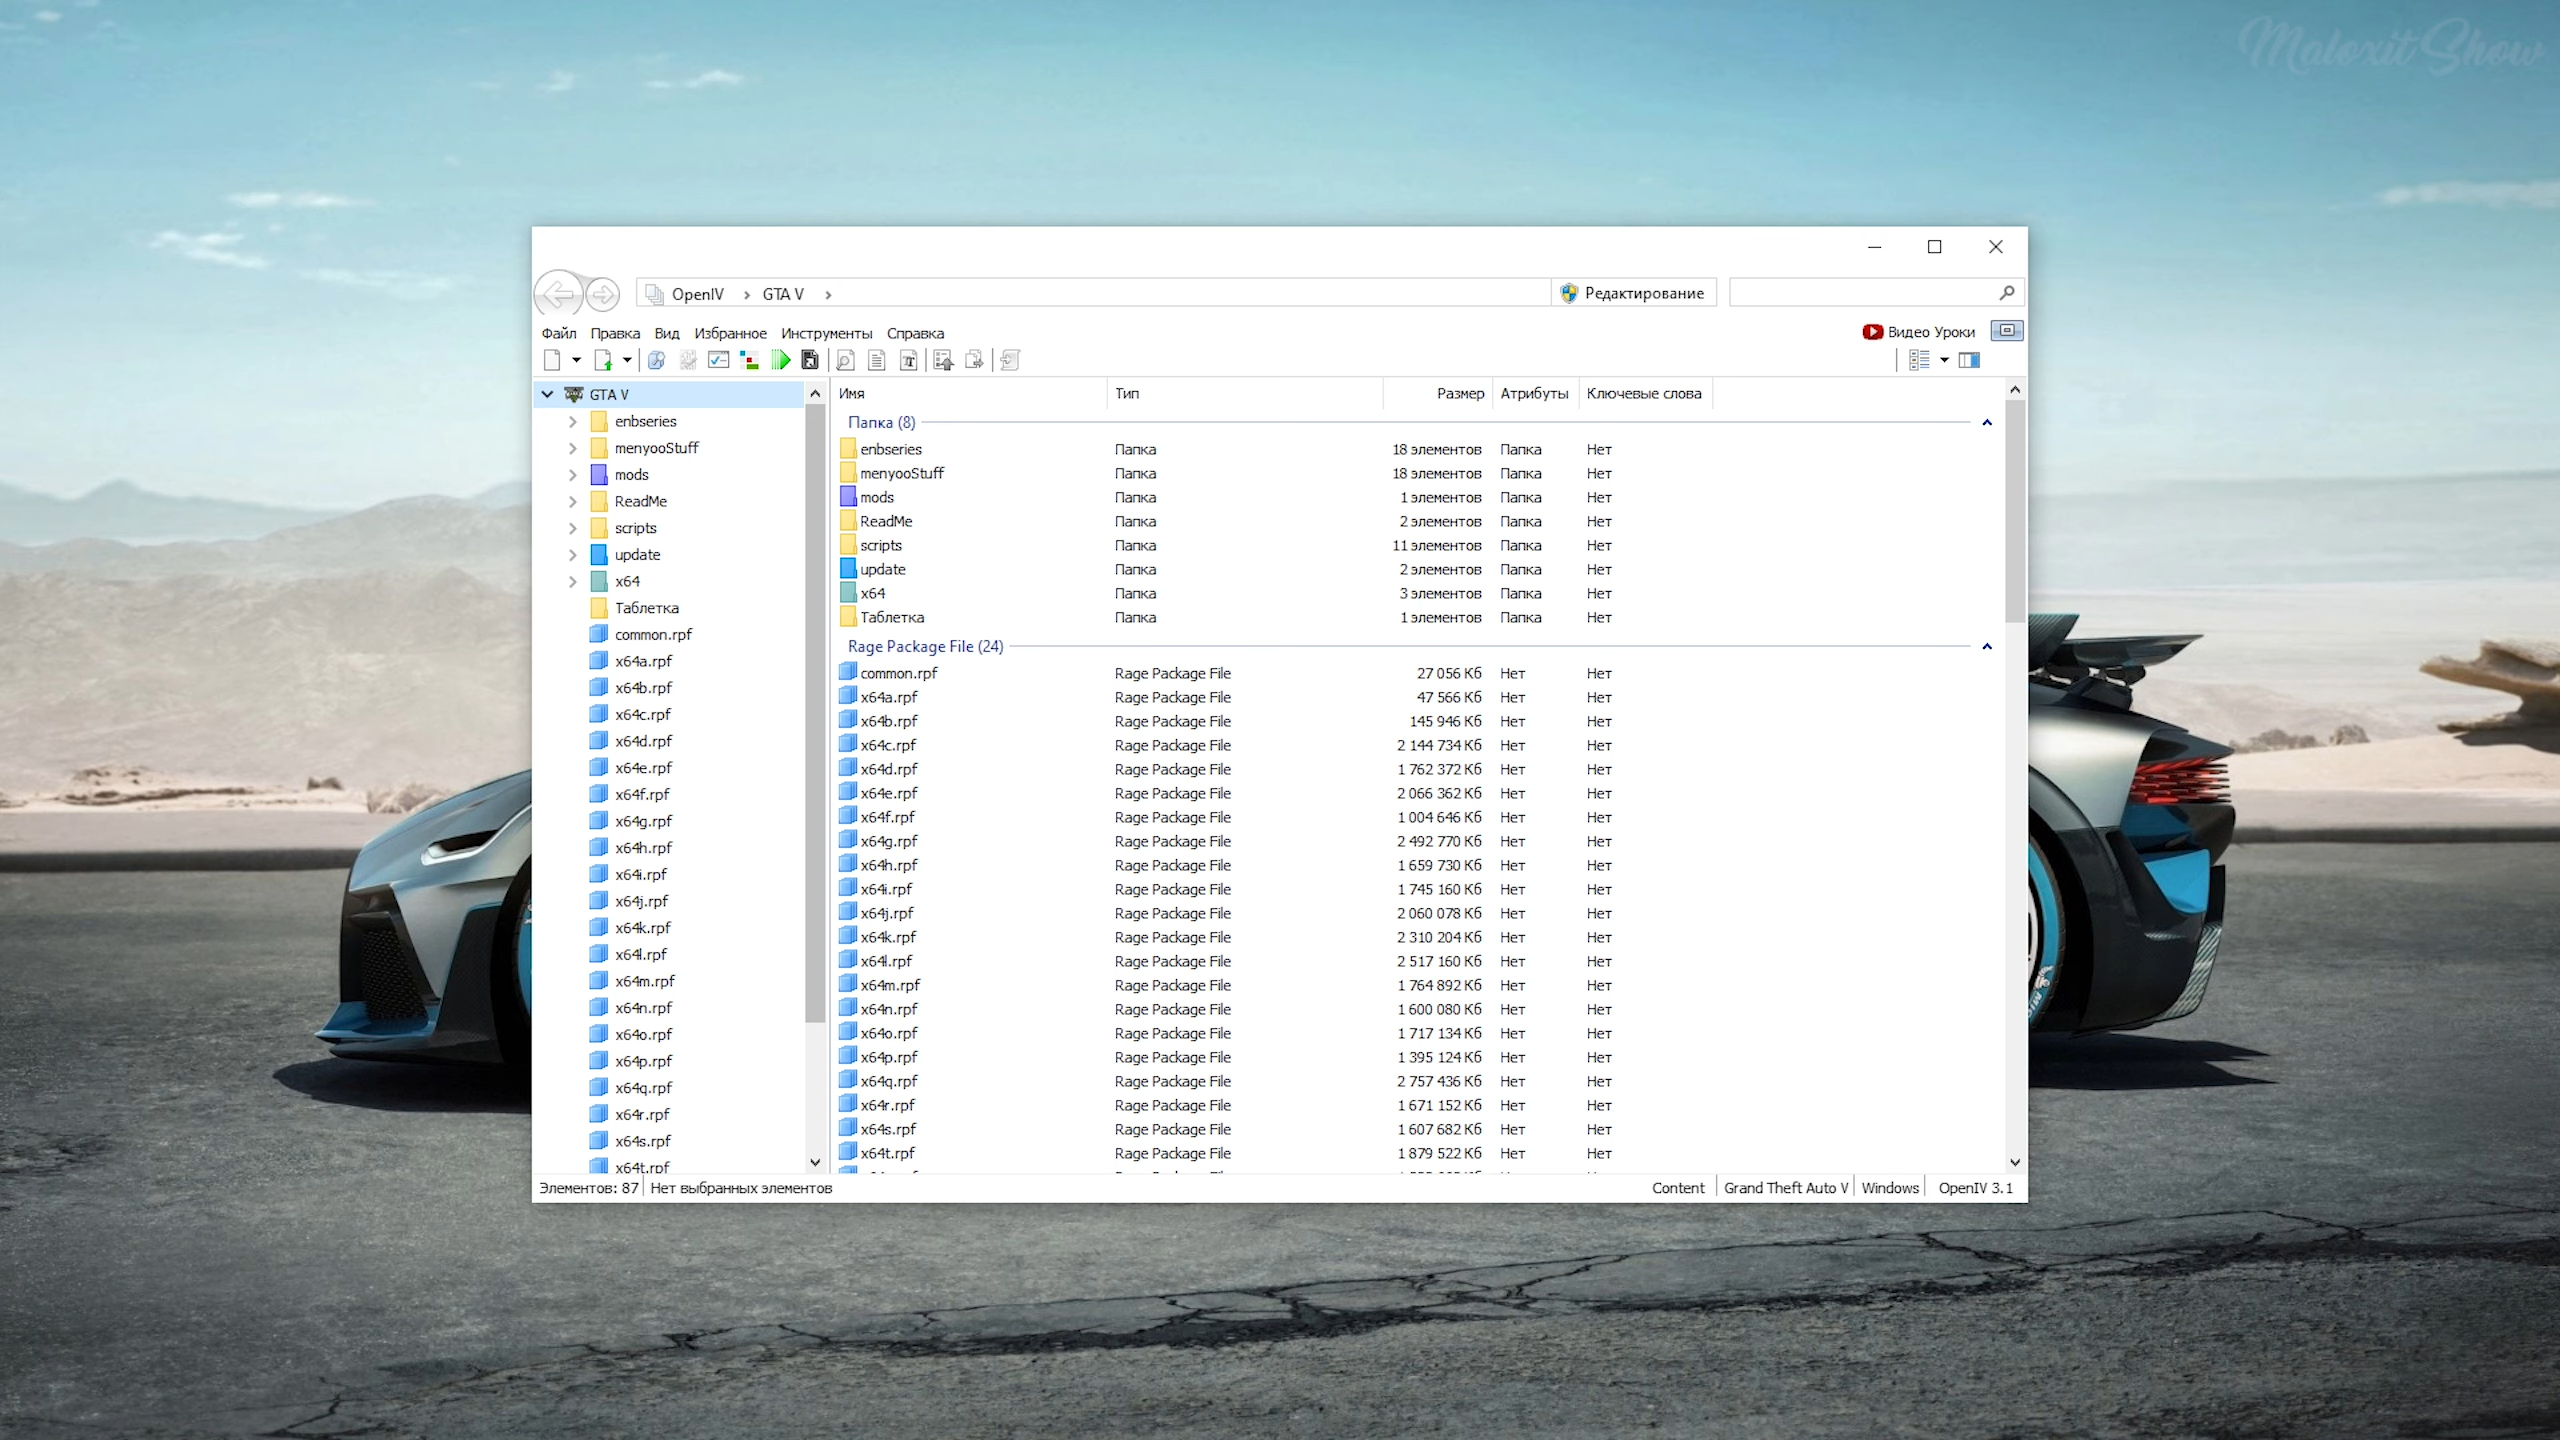 Maloxit Show
OpenIV > GTA V >
Редактирование
Файл Правка Вид Избранное Инструменты Справка
Видео Уроки
GTA V
enbseries
menyooStuff
mods
ReadMe
scripts
update
x64
Таблетка
common.rpf
x64a.rpf
x64b.rpf
x64c.rpf
x64d.rpf
x64e.rpf
x64f.rpf
x64g.rpf
x64h.rpf
x64i.rpf
x64j.rpf
x64k.rpf
x64l.rpf
x64m.rpf
x64n.rpf
x64o.rpf
x64p.rpf
x64q.rpf
x64r.rpf
x64s.rpf
x64t.rpf
Имя Тип Размер Атрибуты Ключевые слова
Папка (8)
enbseries Папка 18 элементов Папка Нет
menyooStuff Папка 18 элементов Папка Нет
mods Папка 1 элементов Папка Нет
ReadMe Папка 2 элементов Папка Нет
scripts Папка 11 элементов Папка Нет
update Папка 2 элементов Папка Нет
x64 Папка 3 элементов Папка Нет
Таблетка Папка 1 элементов Папка Нет
Rage Package File (24)
common.rpf Rage Package File 27 056 Кб Нет Нет
x64a.rpf Rage Package File 47 566 Кб Нет Нет
x64b.rpf Rage Package File 145 946 Кб Нет Нет
x64c.rpf Rage Package File 2 144 734 Кб Нет Нет
x64d.rpf Rage Package File 1 762 372 Кб Нет Нет
x64e.rpf Rage Package File 2 066 362 Кб Нет Нет
x64f.rpf Rage Package File 1 004 646 Кб Нет Нет
x64g.rpf Rage Package File 2 492 770 Кб Нет Нет
x64h.rpf Rage Package File 1 659 730 Кб Нет Нет
x64i.rpf Rage Package File 1 745 160 Кб Нет Нет
x64j.rpf Rage Package File 2 060 078 Кб Нет Нет
x64k.rpf Rage Package File 2 310 204 Кб Нет Нет
x64l.rpf Rage Package File 2 517 160 Кб Нет Нет
x64m.rpf Rage Package File 1 764 892 Кб Нет Нет
x64n.rpf Rage Package File 1 600 080 Кб Нет Нет
x64o.rpf Rage Package File 1 717 134 Кб Нет Нет
x64p.rpf Rage Package File 1 395 124 Кб Нет Нет
x64q.rpf Rage Package File 2 757 436 Кб Нет Нет
x64r.rpf Rage Package File 1 671 152 Кб Нет Нет
x64s.rpf Rage Package File 1 607 682 Кб Нет Нет
x64t.rpf Rage Package File 1 879 522 Кб Нет Нет
Элементов: 87 Нет выбранных элементов
Content Grand Theft Auto V Windows OpenIV 3.1